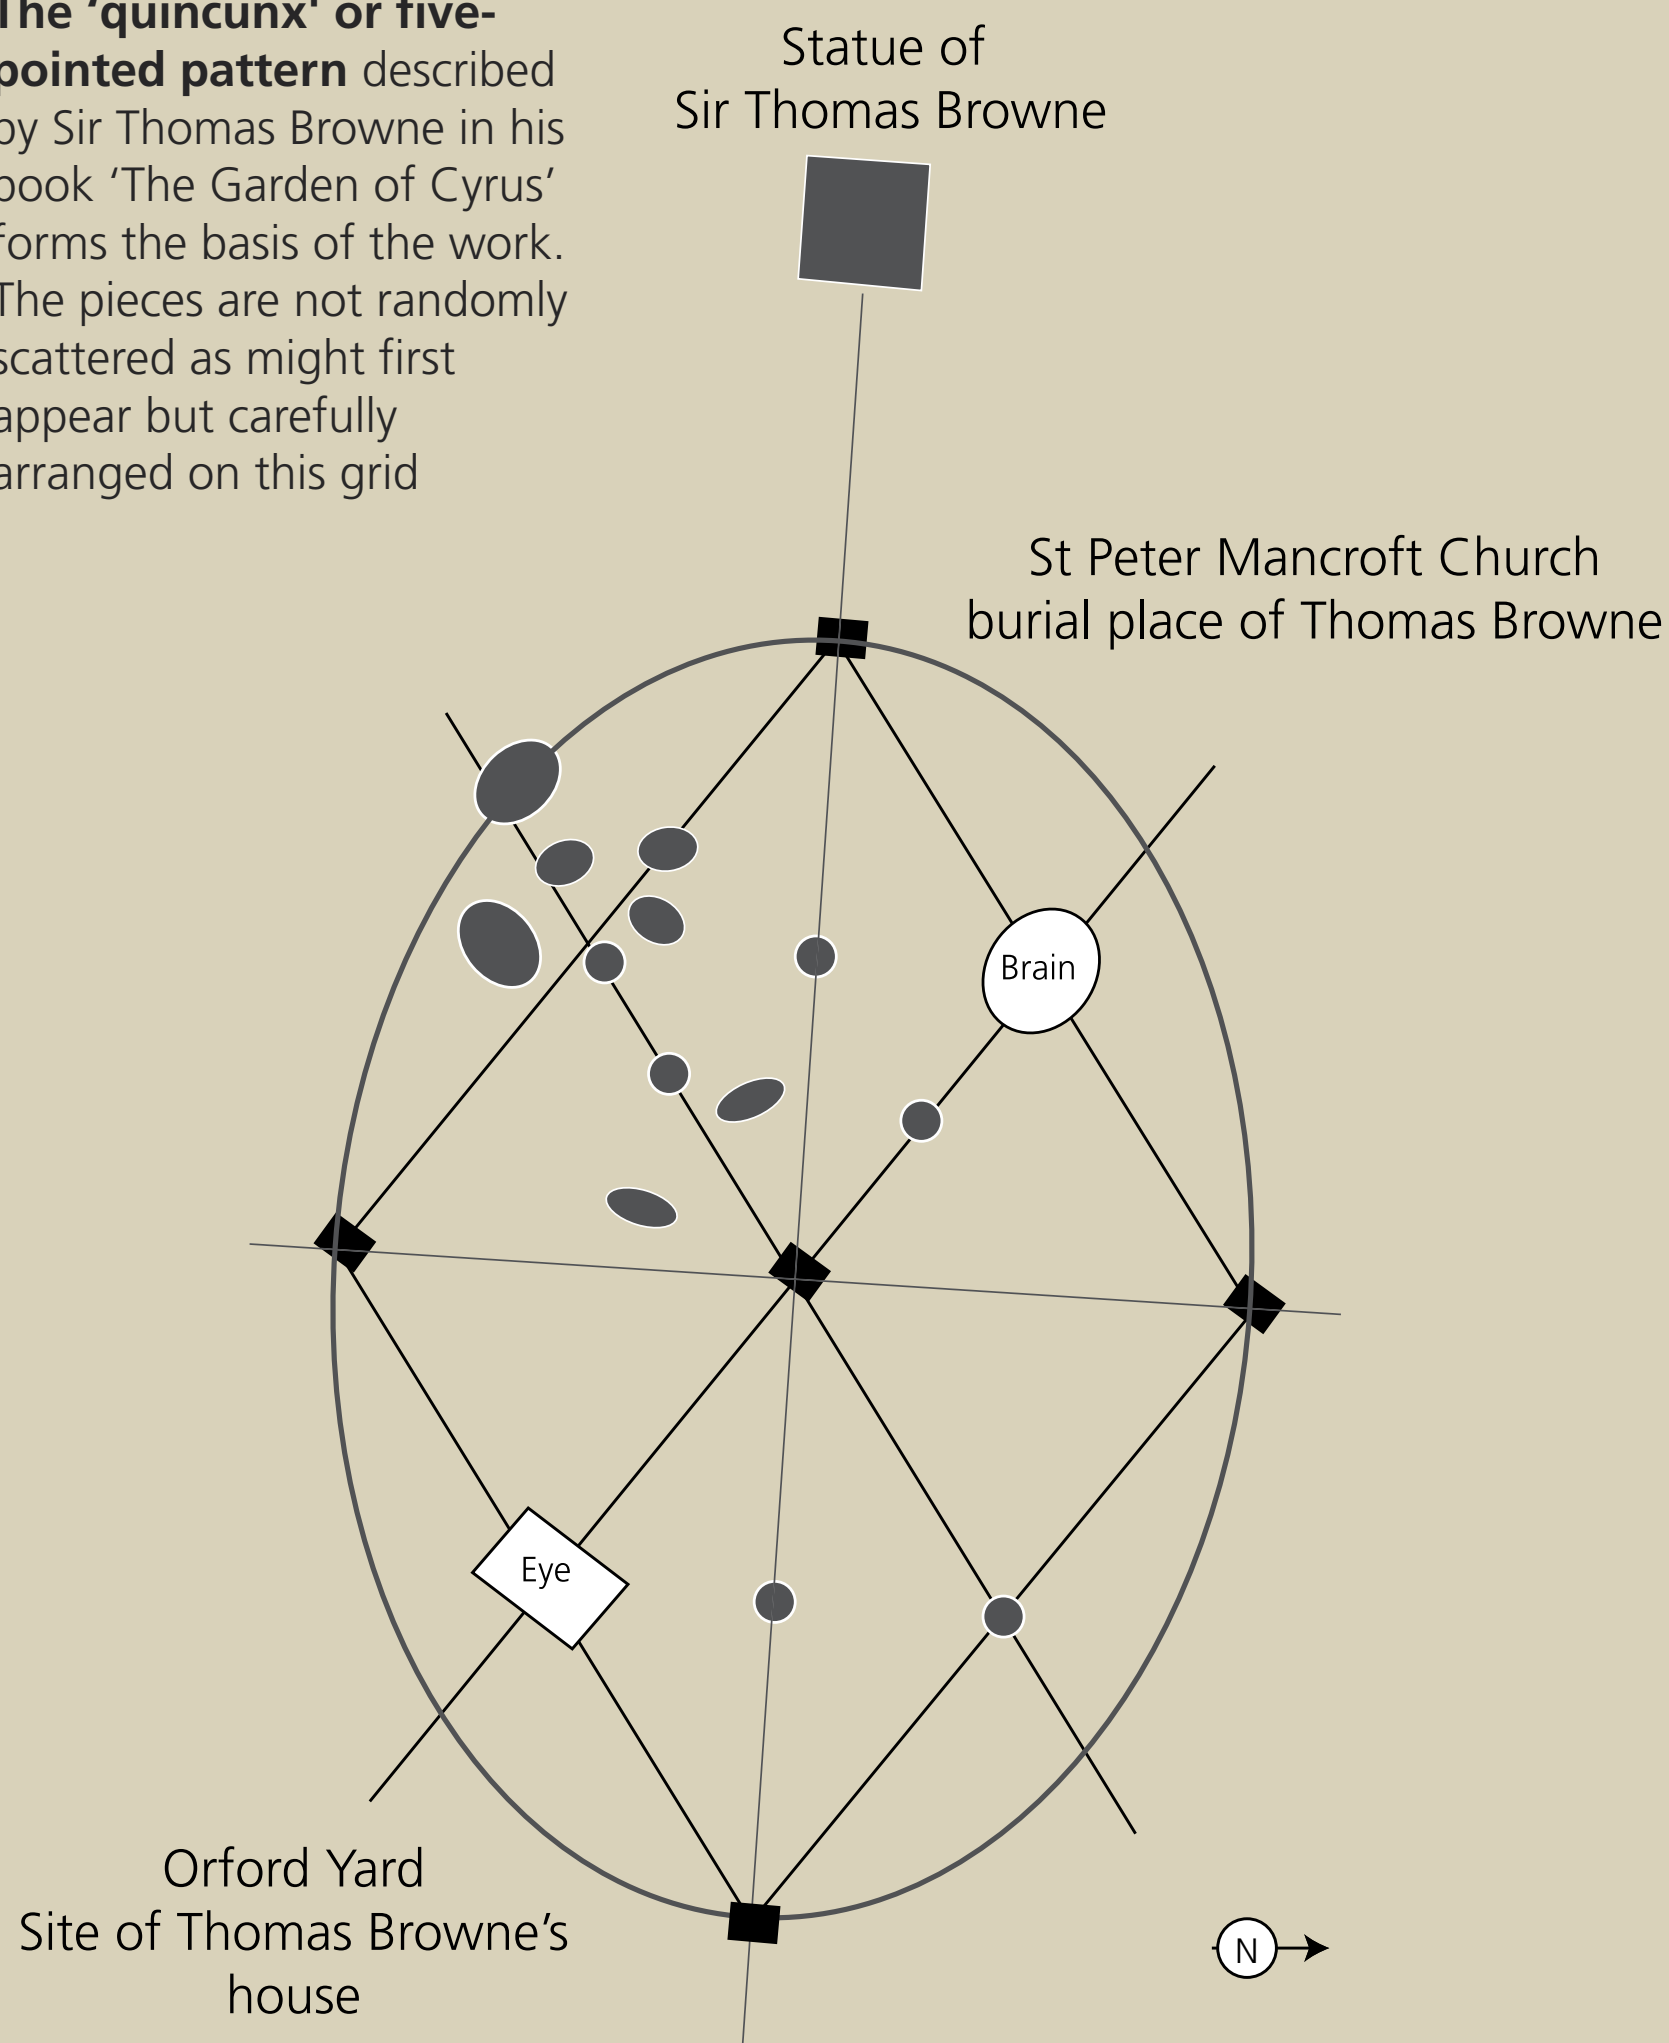 The ‘quincunx' or five-
pointed pattern described
by Sir Thomas Browne in his
book ‘The Garden of Cyrus’
forms the basis of the work.
The pieces are not randomly
scattered as might first
appear but carefully
arranged on this grid
Statue of
Sir Thomas Browne
St Peter Mancroft Church
burial place of Thomas Browne
Brain
Eye
Orford Yard
Site of Thomas Browne’s
house
N